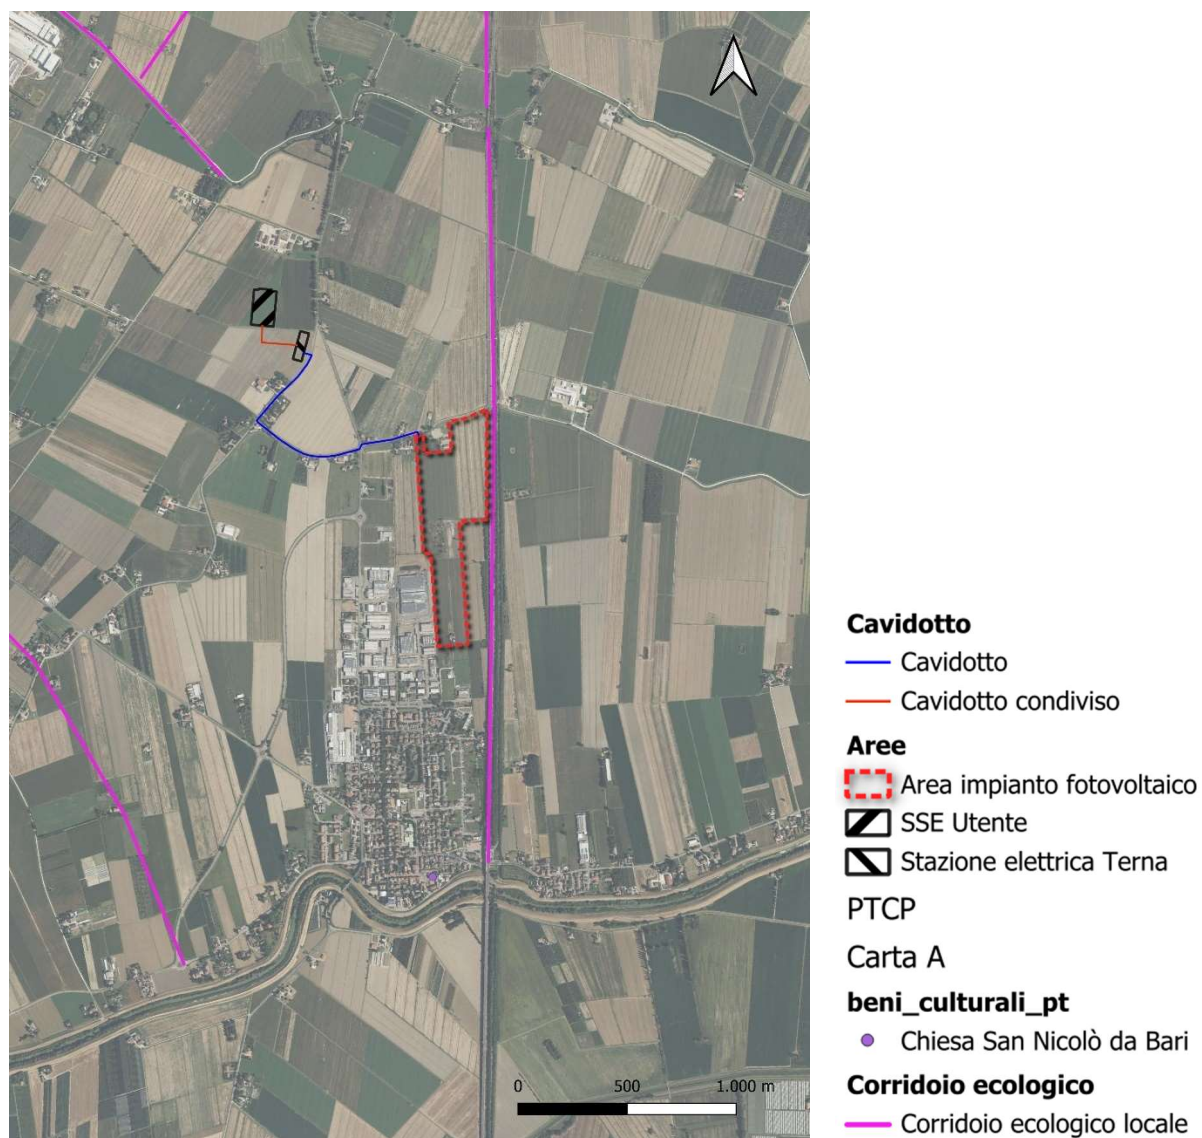 0 500 1.000 m
Cavidotto
Cavidotto
Cavidotto condiviso
Aree
Area impianto fotovoltaico
SSE Utente
Stazione elettrica Terna
PTCP
Carta A
beni_culturali_pt
Chiesa San Nicolò da Bari
Corridoio ecologico
Corridoio ecologico locale